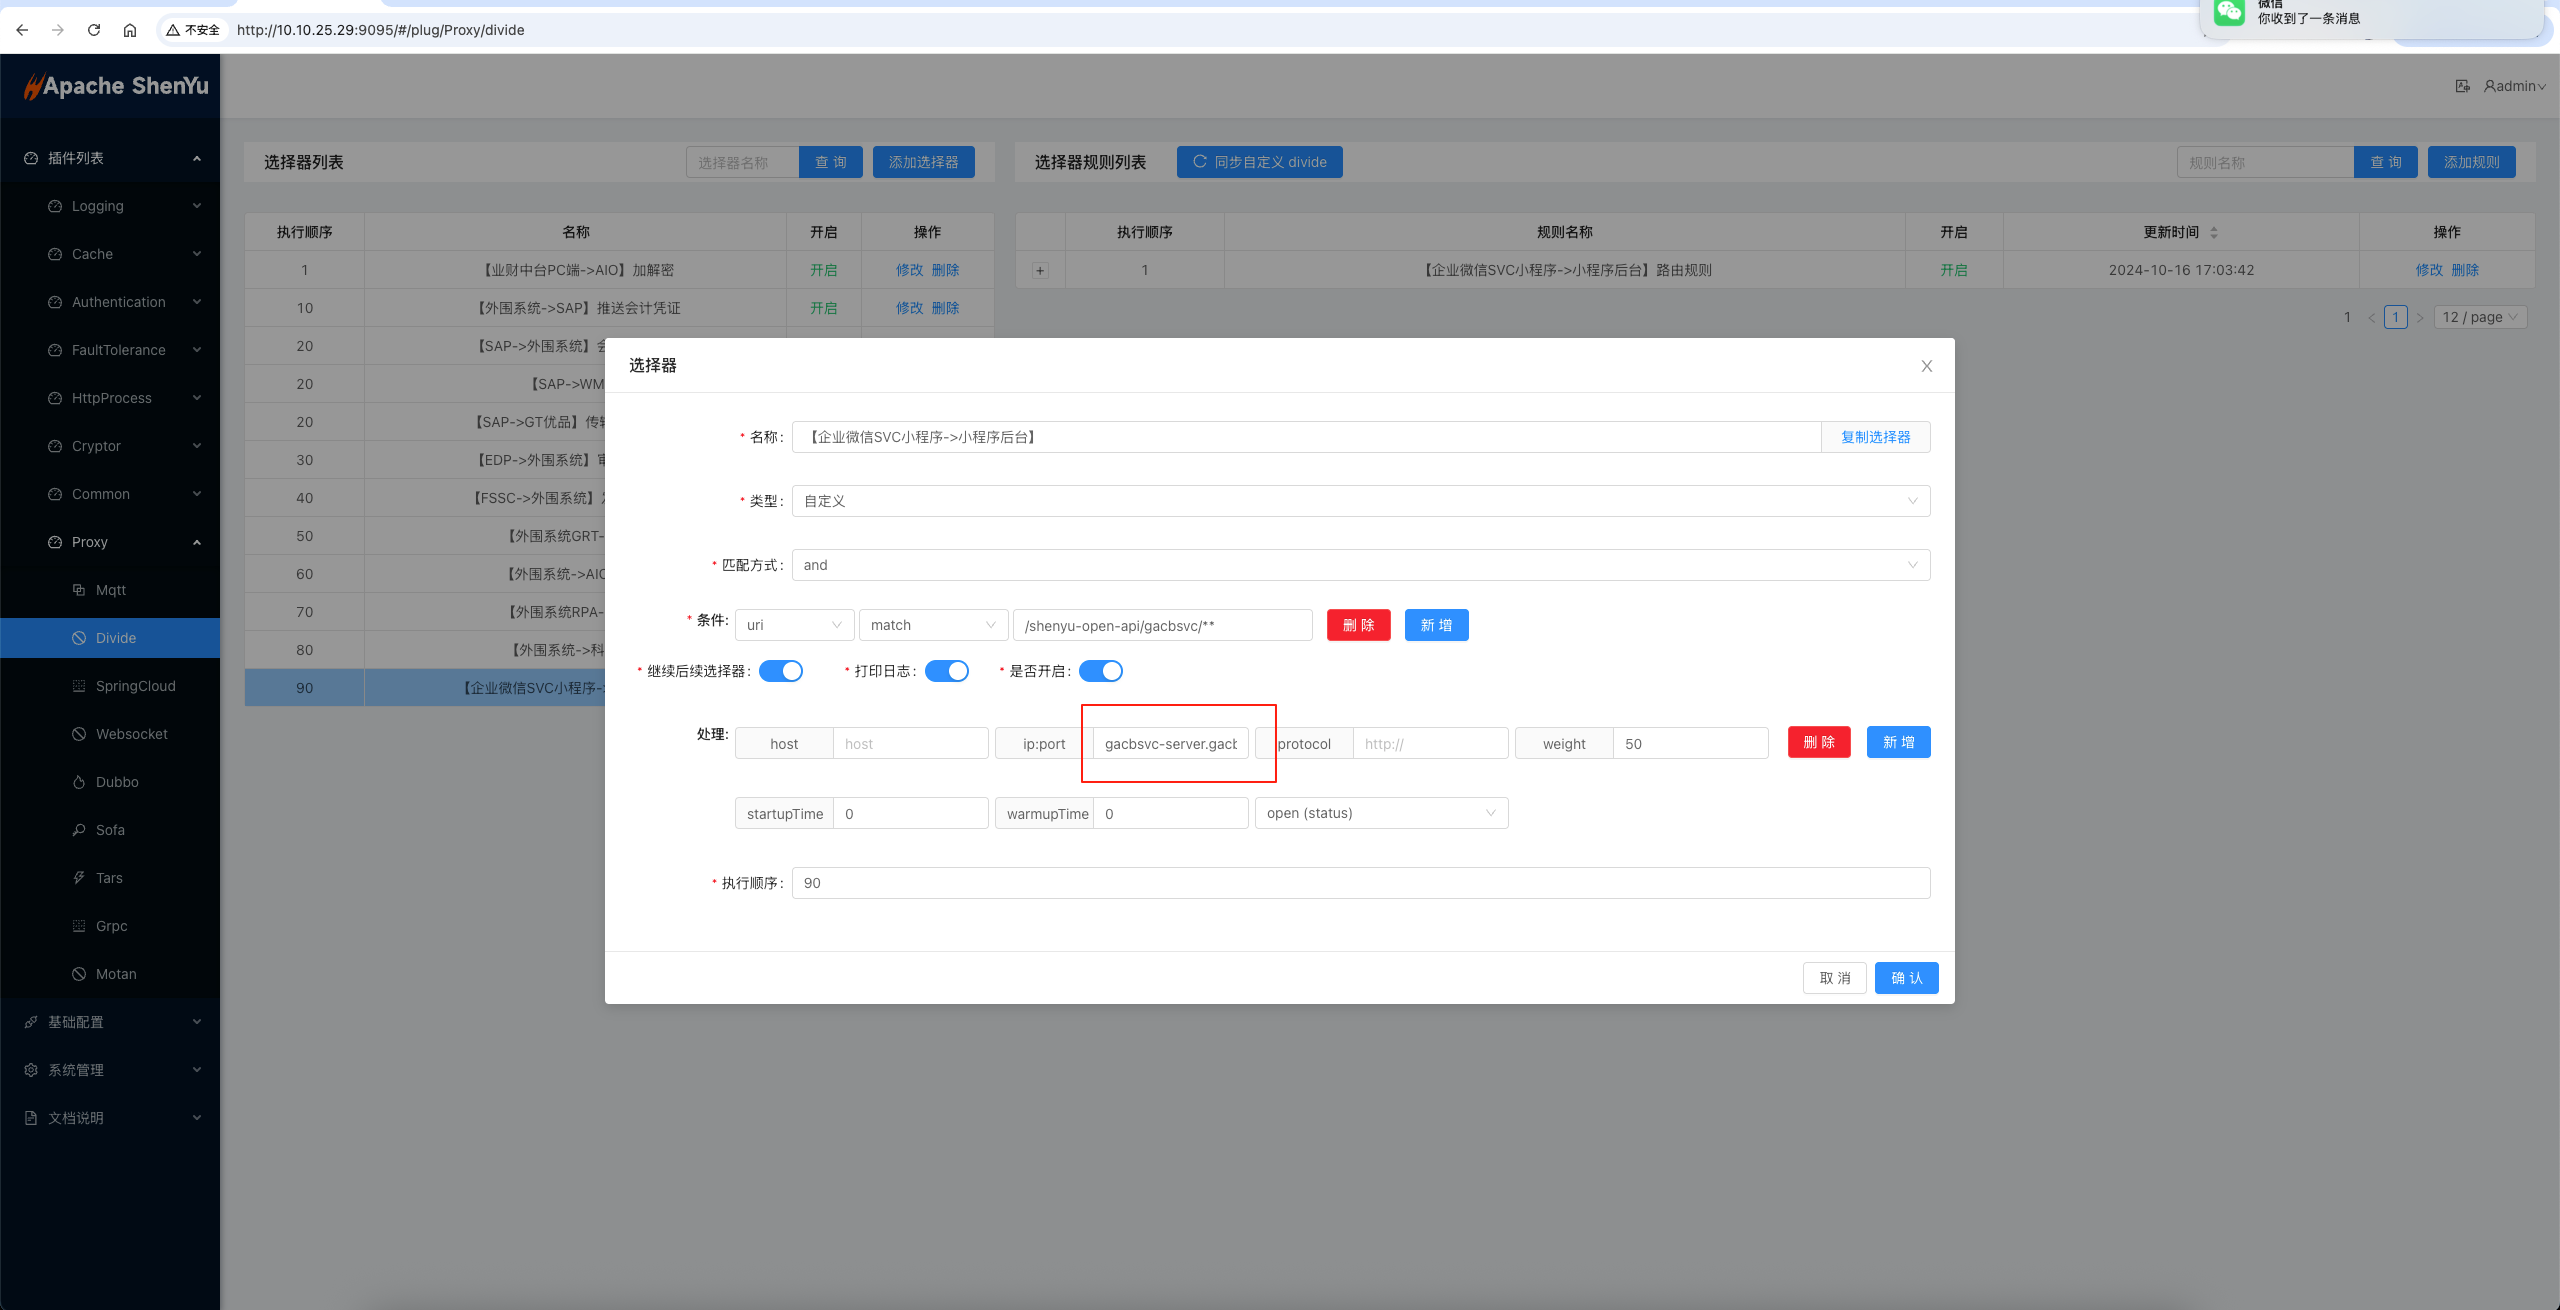 微信
你收到了一条消息
不安全
http://10.10.25.29:9095/#/plug/Proxy/divide
Apache ShenYu
admin
插件列表
Logging
Cache
Authentication
FaultTolerance
HttpProcess
Cryptor
Common
Proxy
Mqtt
Divide
SpringCloud
Websocket
Dubbo
Sofa
Tars
Grpc
Motan
基础配置
系统管理
文档说明
选择器列表
选择器名称
查 询
添加选择器
执行顺序 名称 开启 操作
1 【业财中台PC端->AIO】加解密 开启 修改 删除
10 【外围系统->SAP】推送会计凭证 开启 修改 删除
20 【SAP->外围系统】
20 【SAP->WM
20 【SAP->GT优品】传
30 【EDP->外围系统】
40 【FSSC->外围系统】
50 【外围系统GRT-
60 【外围系统->AIO
70 【外围系统RPA-
80 【外围系统->科
90 【企业微信SVC小程序-
选择器规则列表
同步自定义 divide
规则名称
查 询
添加规则
执行顺序 规则名称 开启 更新时间 操作
+ 1 【企业微信SVC小程序->小程序后台】路由规则 开启 2024-10-16 17:03:42 修改 删除
1 < 1 > 12 / page
选择器
* 名称: 【企业微信SVC小程序->小程序后台】 复制选择器
* 类型: 自定义
* 匹配方式: and
* 条件: uri match /shenyu-open-api/gacbsvc/** 删 除 新 增
* 继续后续选择器: * 打印日志: * 是否开启:
处理: host host ip:port gacbsvc-server.gacb protocol http:// weight 50 删 除 新 增
startupTime 0 warmupTime 0 open (status)
* 执行顺序: 90
取 消 确 认